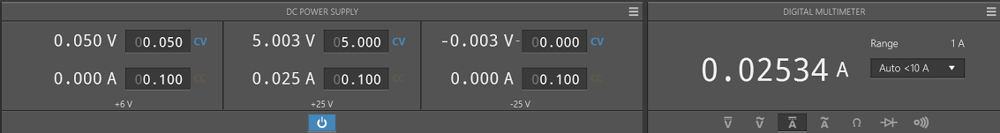 DC POWER SUPPLY
0.050 V 00.050 CV
0.000 A 00.100 CC
+6 V
5.003 V 05.000 CV
0.025 A 00.100 CC
+25 V
-0.003 V - 00.000 CV
0.000 A 00.100 CC
-25 V
DIGITAL MULTIMETER
Range 1 A
0.02534 A
Auto <10 A
V V A A Ω